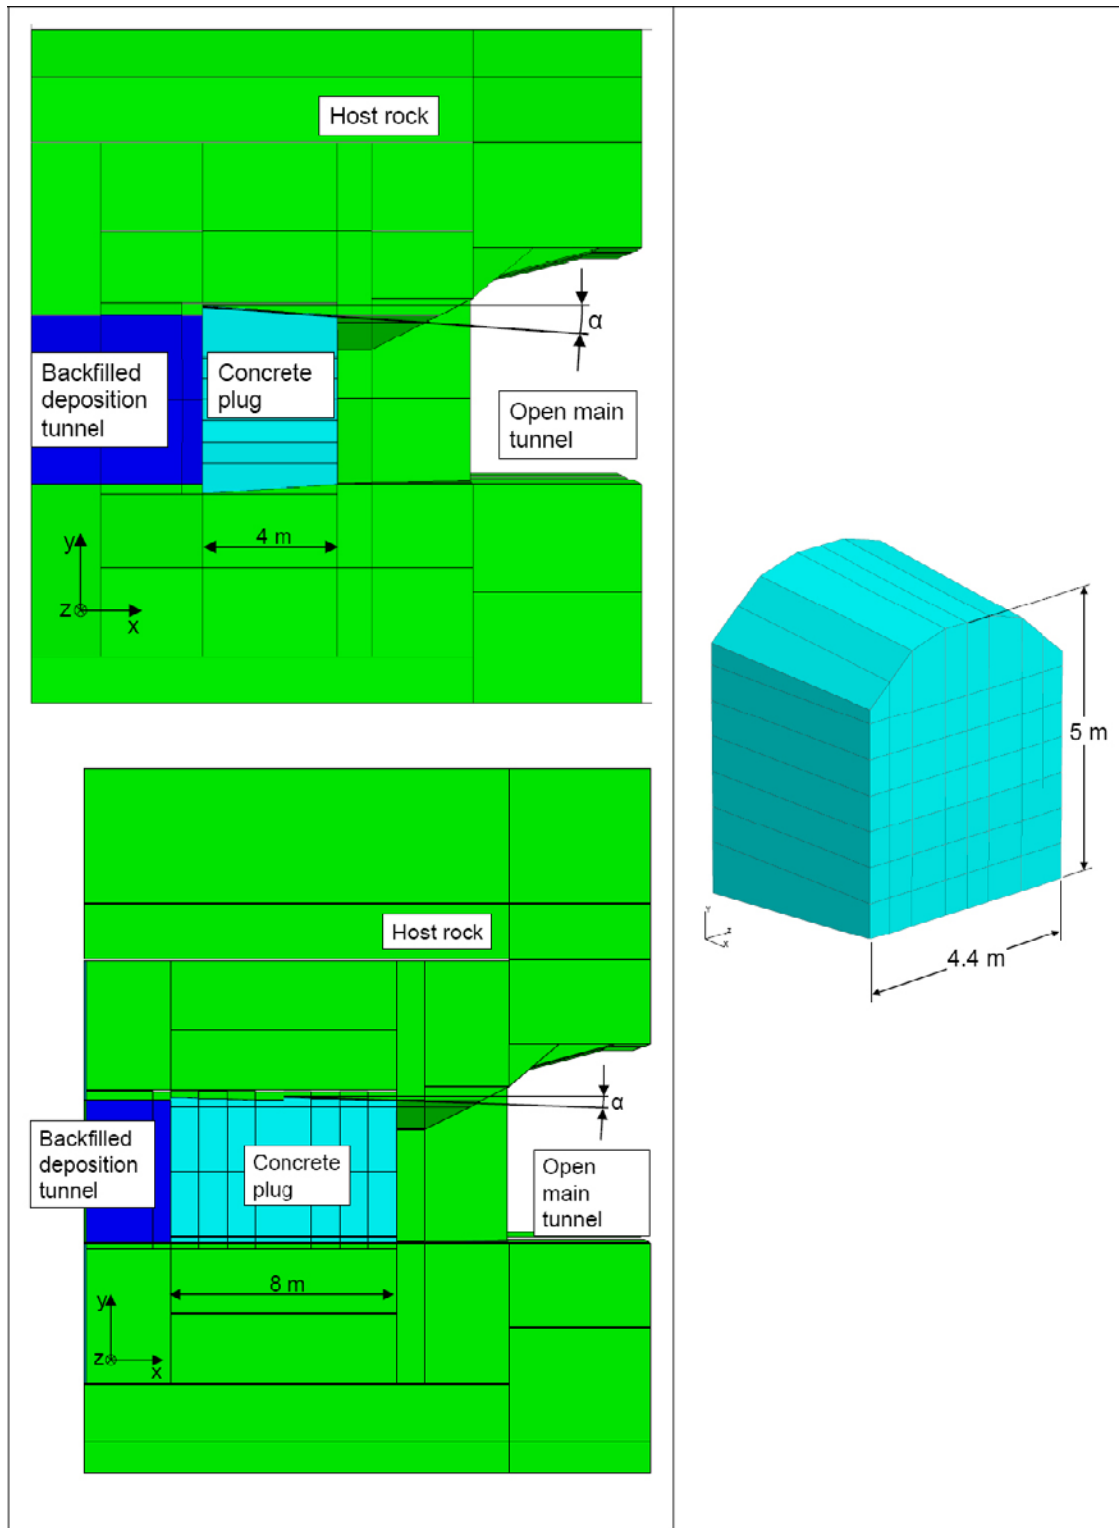 Host rock
α
Backfilled
deposition
tunnel
Concrete
plug
Open main
tunnel
4 m
y
z
x
Host rock
α
Backfilled
deposition
tunnel
Concrete
plug
Open
main
tunnel
8 m
y
z
x
5 m
4.4 m
Y
Z
X